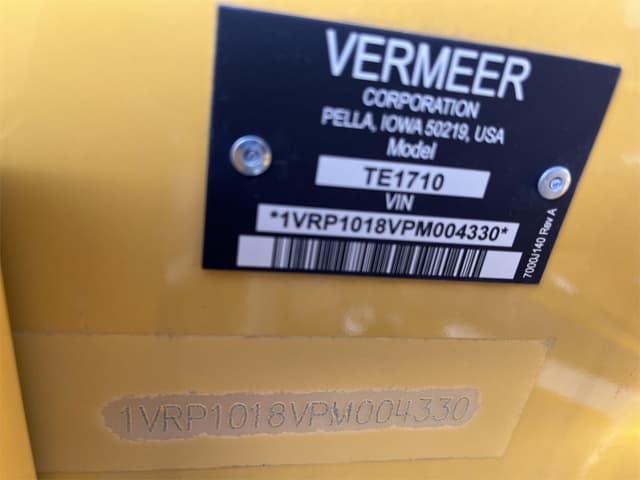 VERMEER
CORPORATION
PELLA, IOWA 50219, USA
Model
TE1710
VIN
*1VRP1018VPM004330*
7000J140 Rev A
1VRP1018VPM004330